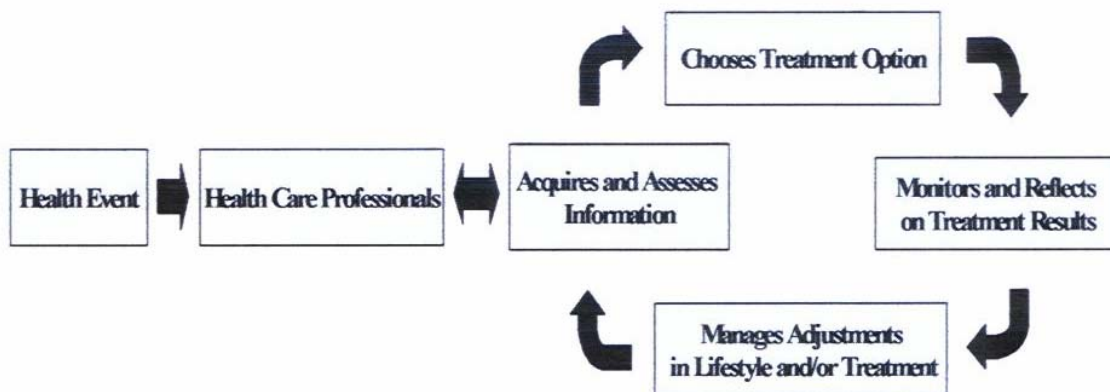 Health Event
Health Care Professionals
Acquires and Assesses
Information
Chooses Treatment Option
Monitors and Reflects
on Treatment Results
Manages Adjustments
in Lifestyle and/or Treatment